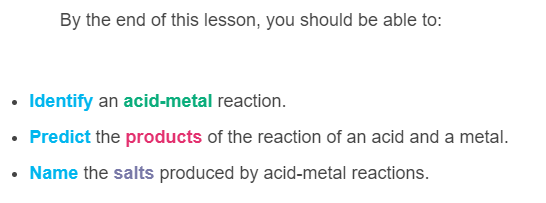 By the end of this lesson, you should be able to:
• Identify an acid-metal reaction.
• Predict the products of the reaction of an acid and a metal.
• Name the salts produced by acid-metal reactions.